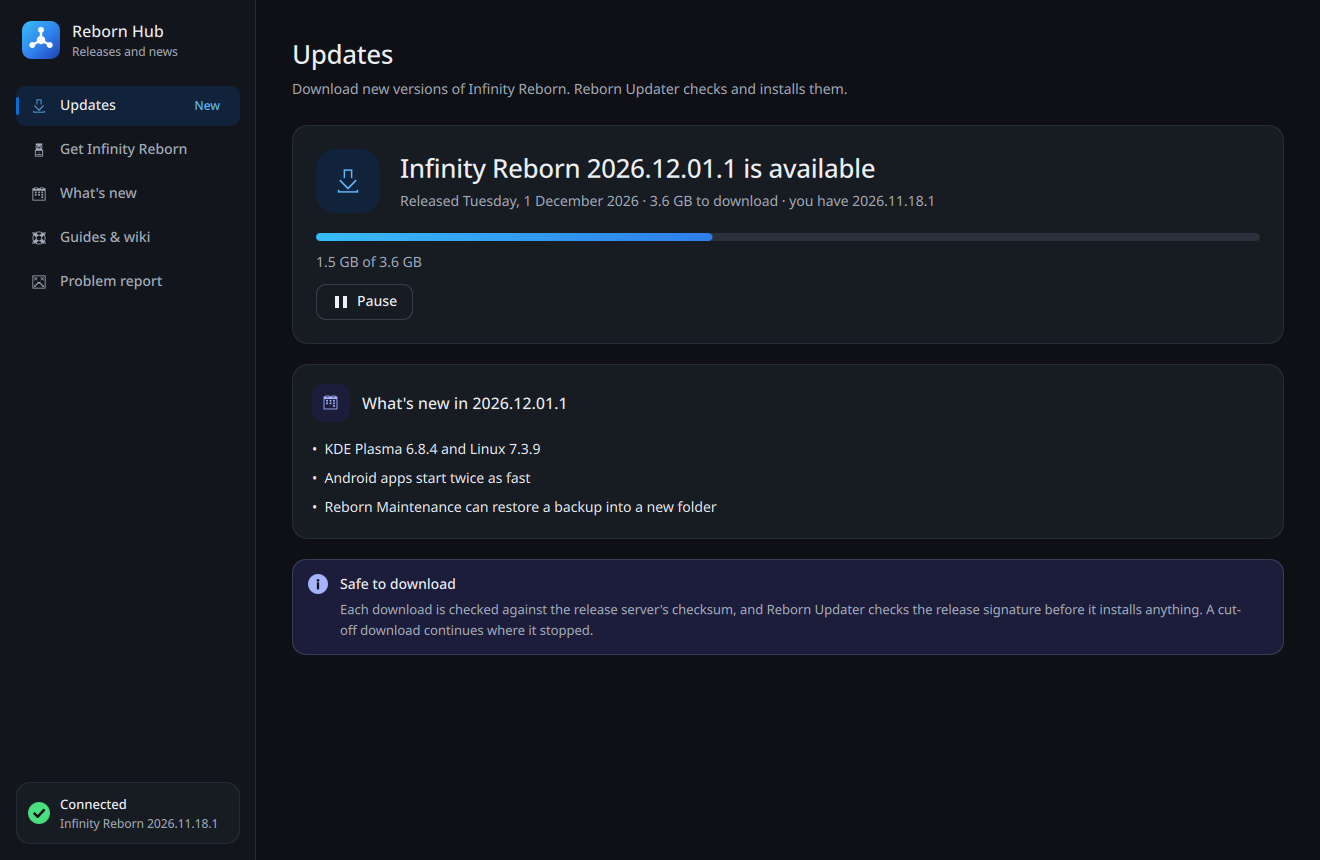 Reborn Hub
Releases and news
Updates New
Get Infinity Reborn
What's new
Guides & wiki
Problem report
Connected
Infinity Reborn 2026.11.18.1
Updates
Download new versions of Infinity Reborn. Reborn Updater checks and installs them.
Infinity Reborn 2026.12.01.1 is available
Released Tuesday, 1 December 2026 · 3.6 GB to download · you have 2026.11.18.1
1.5 GB of 3.6 GB
Pause
What's new in 2026.12.01.1
• KDE Plasma 6.8.4 and Linux 7.3.9
• Android apps start twice as fast
• Reborn Maintenance can restore a backup into a new folder
Safe to download
Each download is checked against the release server's checksum, and Reborn Updater checks the release signature before it installs anything. A cut-
off download continues where it stopped.